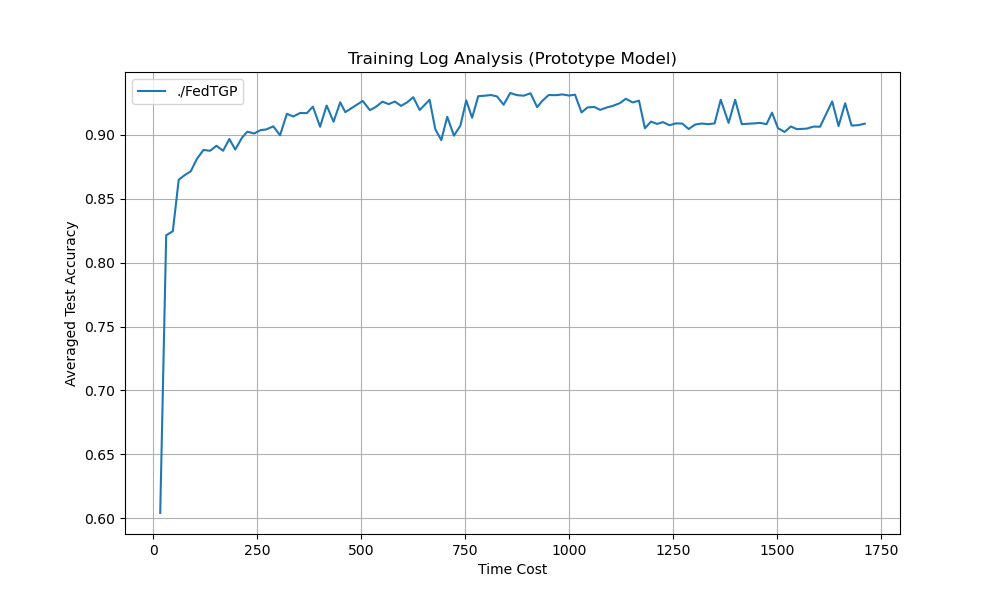 Training Log Analysis (Prototype Model)
./FedTGP
Averaged Test Accuracy
0.90
0.85
0.80
0.75
0.70
0.65
0.60
0 250 500 750 1000 1250 1500 1750
Time Cost